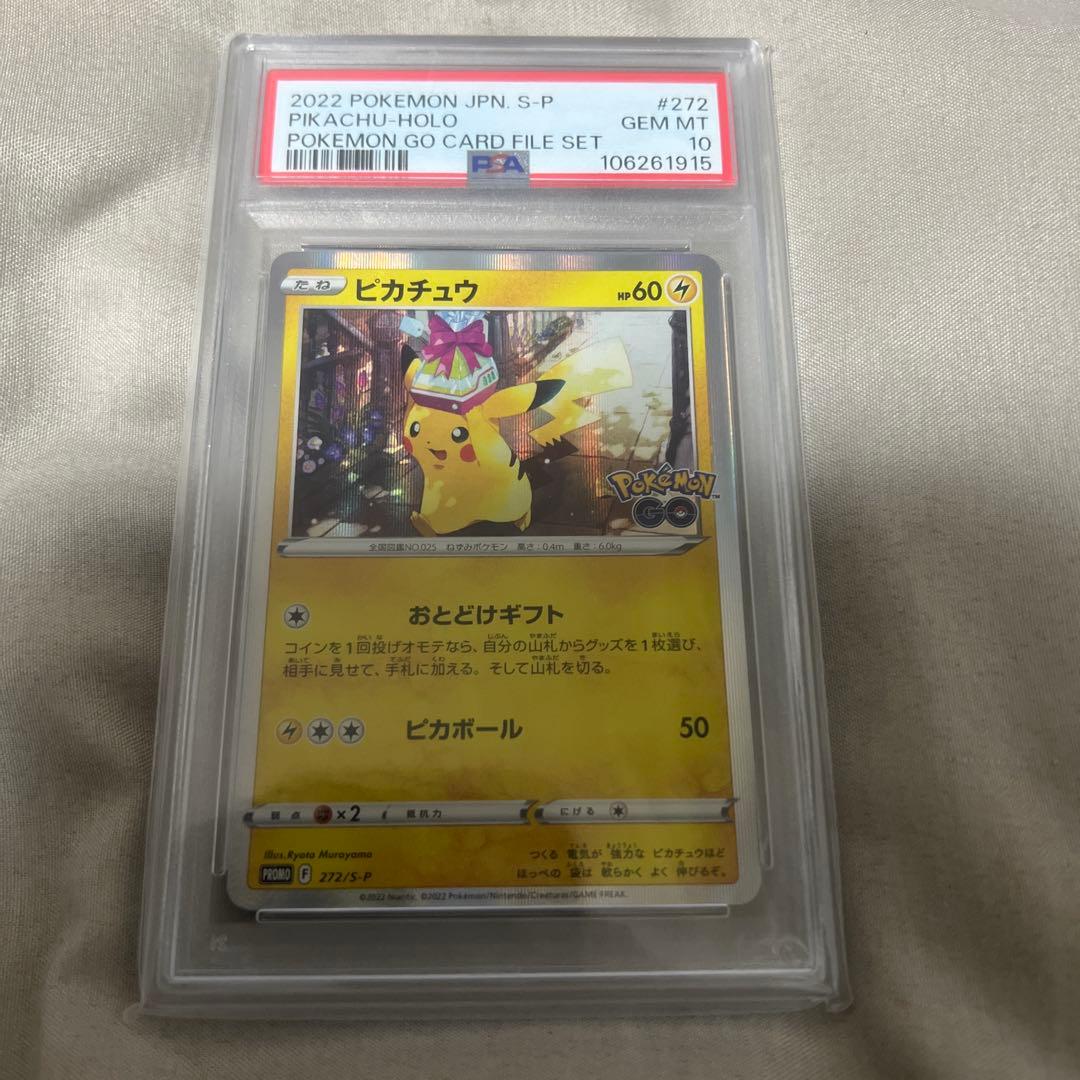 2022 POKEMON JPN. S-P #272
PIKACHU-HOLO GEM MT
POKEMON GO CARD FILE SET 10
PSA 106261915
たね ピカチュウ HP60
Pokémon
GO
全国図鑑NO.025 ねずみポケモン 高さ:0.4m 重さ:6.0kg
おとどけギフト
コインを1回投げオモテなら、自分の山札からグッズを1枚選び、
相手に見せて、手札に加える。そして山札を切る。
ピカボール 50
弱点 ×2 抵抗力 にげる
Illus.Ryota Murayama
つくる 電気が 強力な ピカチュウほど
ほっぺの 袋は 軟らかく よく 伸びるぞ。
PROMO F 272/S-P
©2022 Niantic, ©2022 Pokémon/Nintendo/Creatures/GAME FREAK.